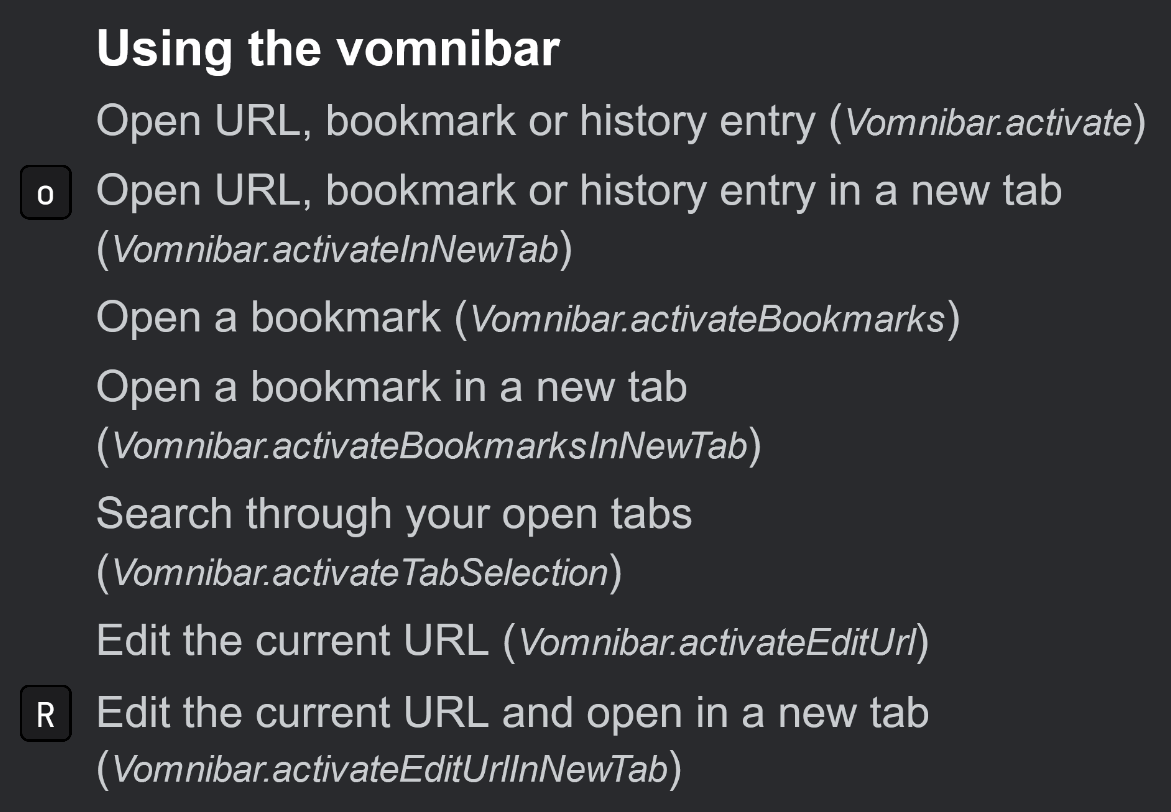 Using the vomnibar
Open URL, bookmark or history entry (Vomnibar.activate)
o Open URL, bookmark or history entry in a new tab
(Vomnibar.activateInNewTab)
Open a bookmark (Vomnibar.activateBookmarks)
Open a bookmark in a new tab
(Vomnibar.activateBookmarksInNewTab)
Search through your open tabs
(Vomnibar.activateTabSelection)
Edit the current URL (Vomnibar.activateEditUrl)
R Edit the current URL and open in a new tab
(Vomnibar.activateEditUrlInNewTab)